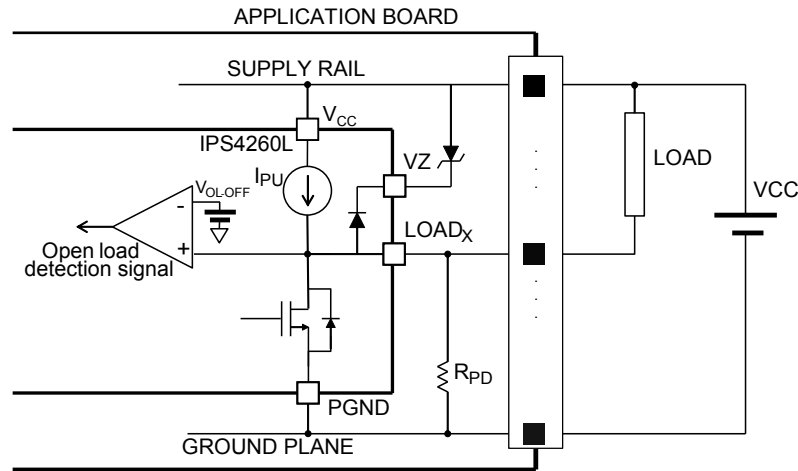 APPLICATION BOARD
SUPPLY RAIL
VCC
IPS4260L
VZ
IPU
LOAD
VOL-OFF
VCC
-
LOADX
+
Open load
detection signal
RPD
PGND
GROUND PLANE